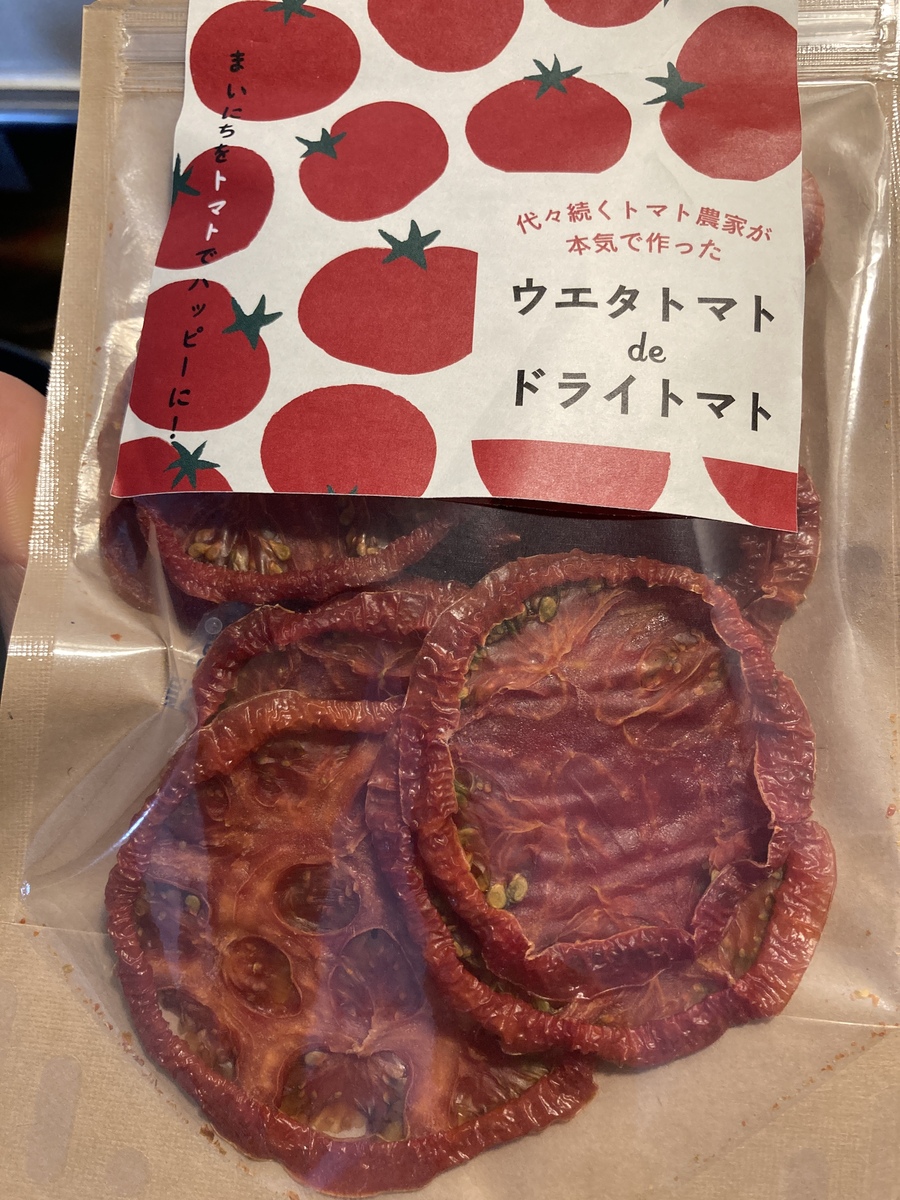 まいにちをトマトでハッピーに!
代々続くトマト農家が
本気で作った
ウエタトマト
de
ドライトマト